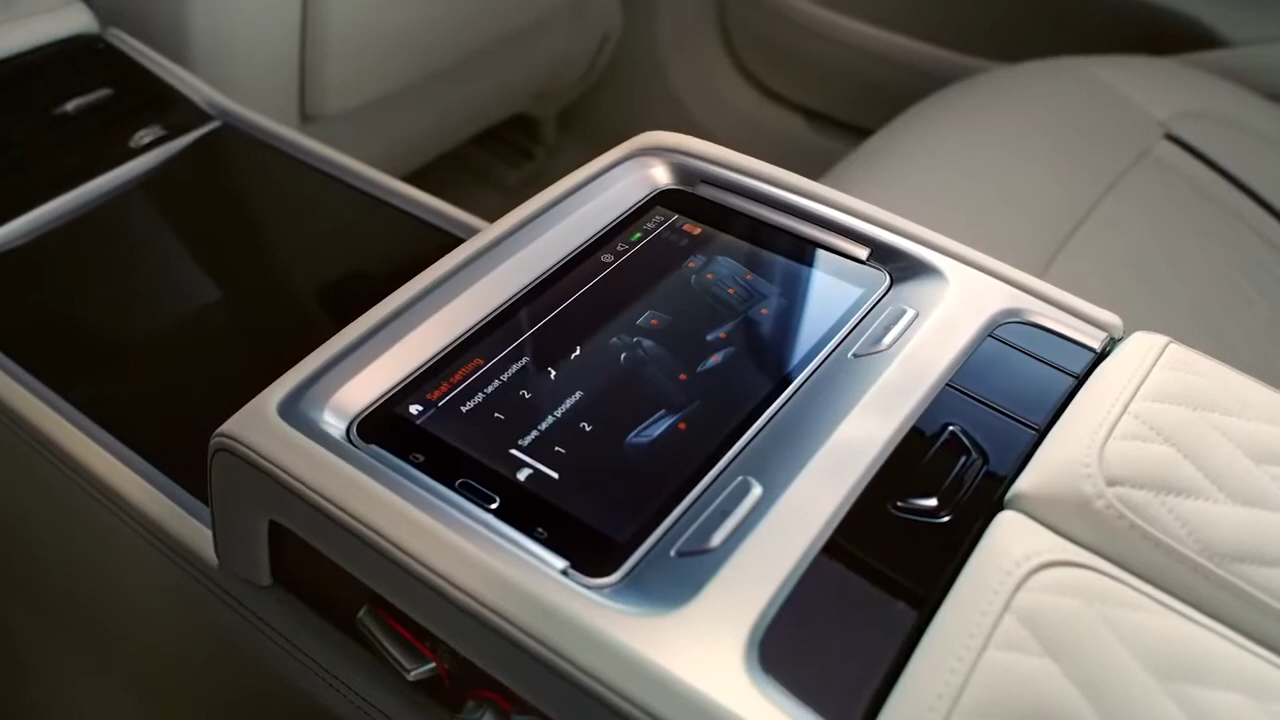 16:15
Seat setting
Adopt seat position
1 2
Save seat position
1 2